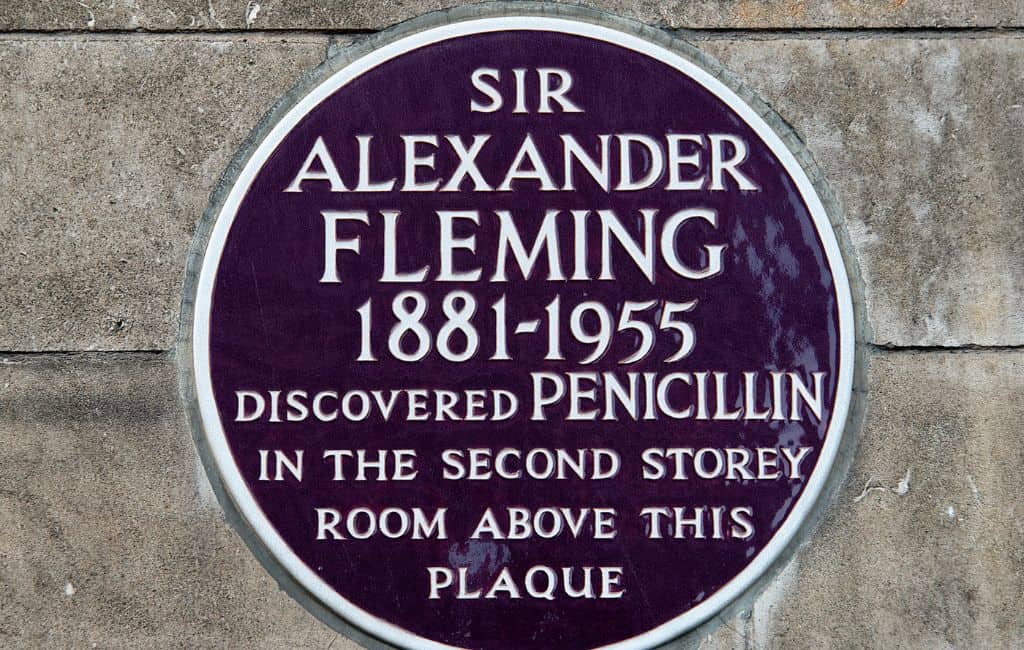 SIR
ALEXANDER
FLEMING
1881-1955
DISCOVERED PENICILLIN
IN THE SECOND STOREY
ROOM ABOVE THIS
PLAQUE